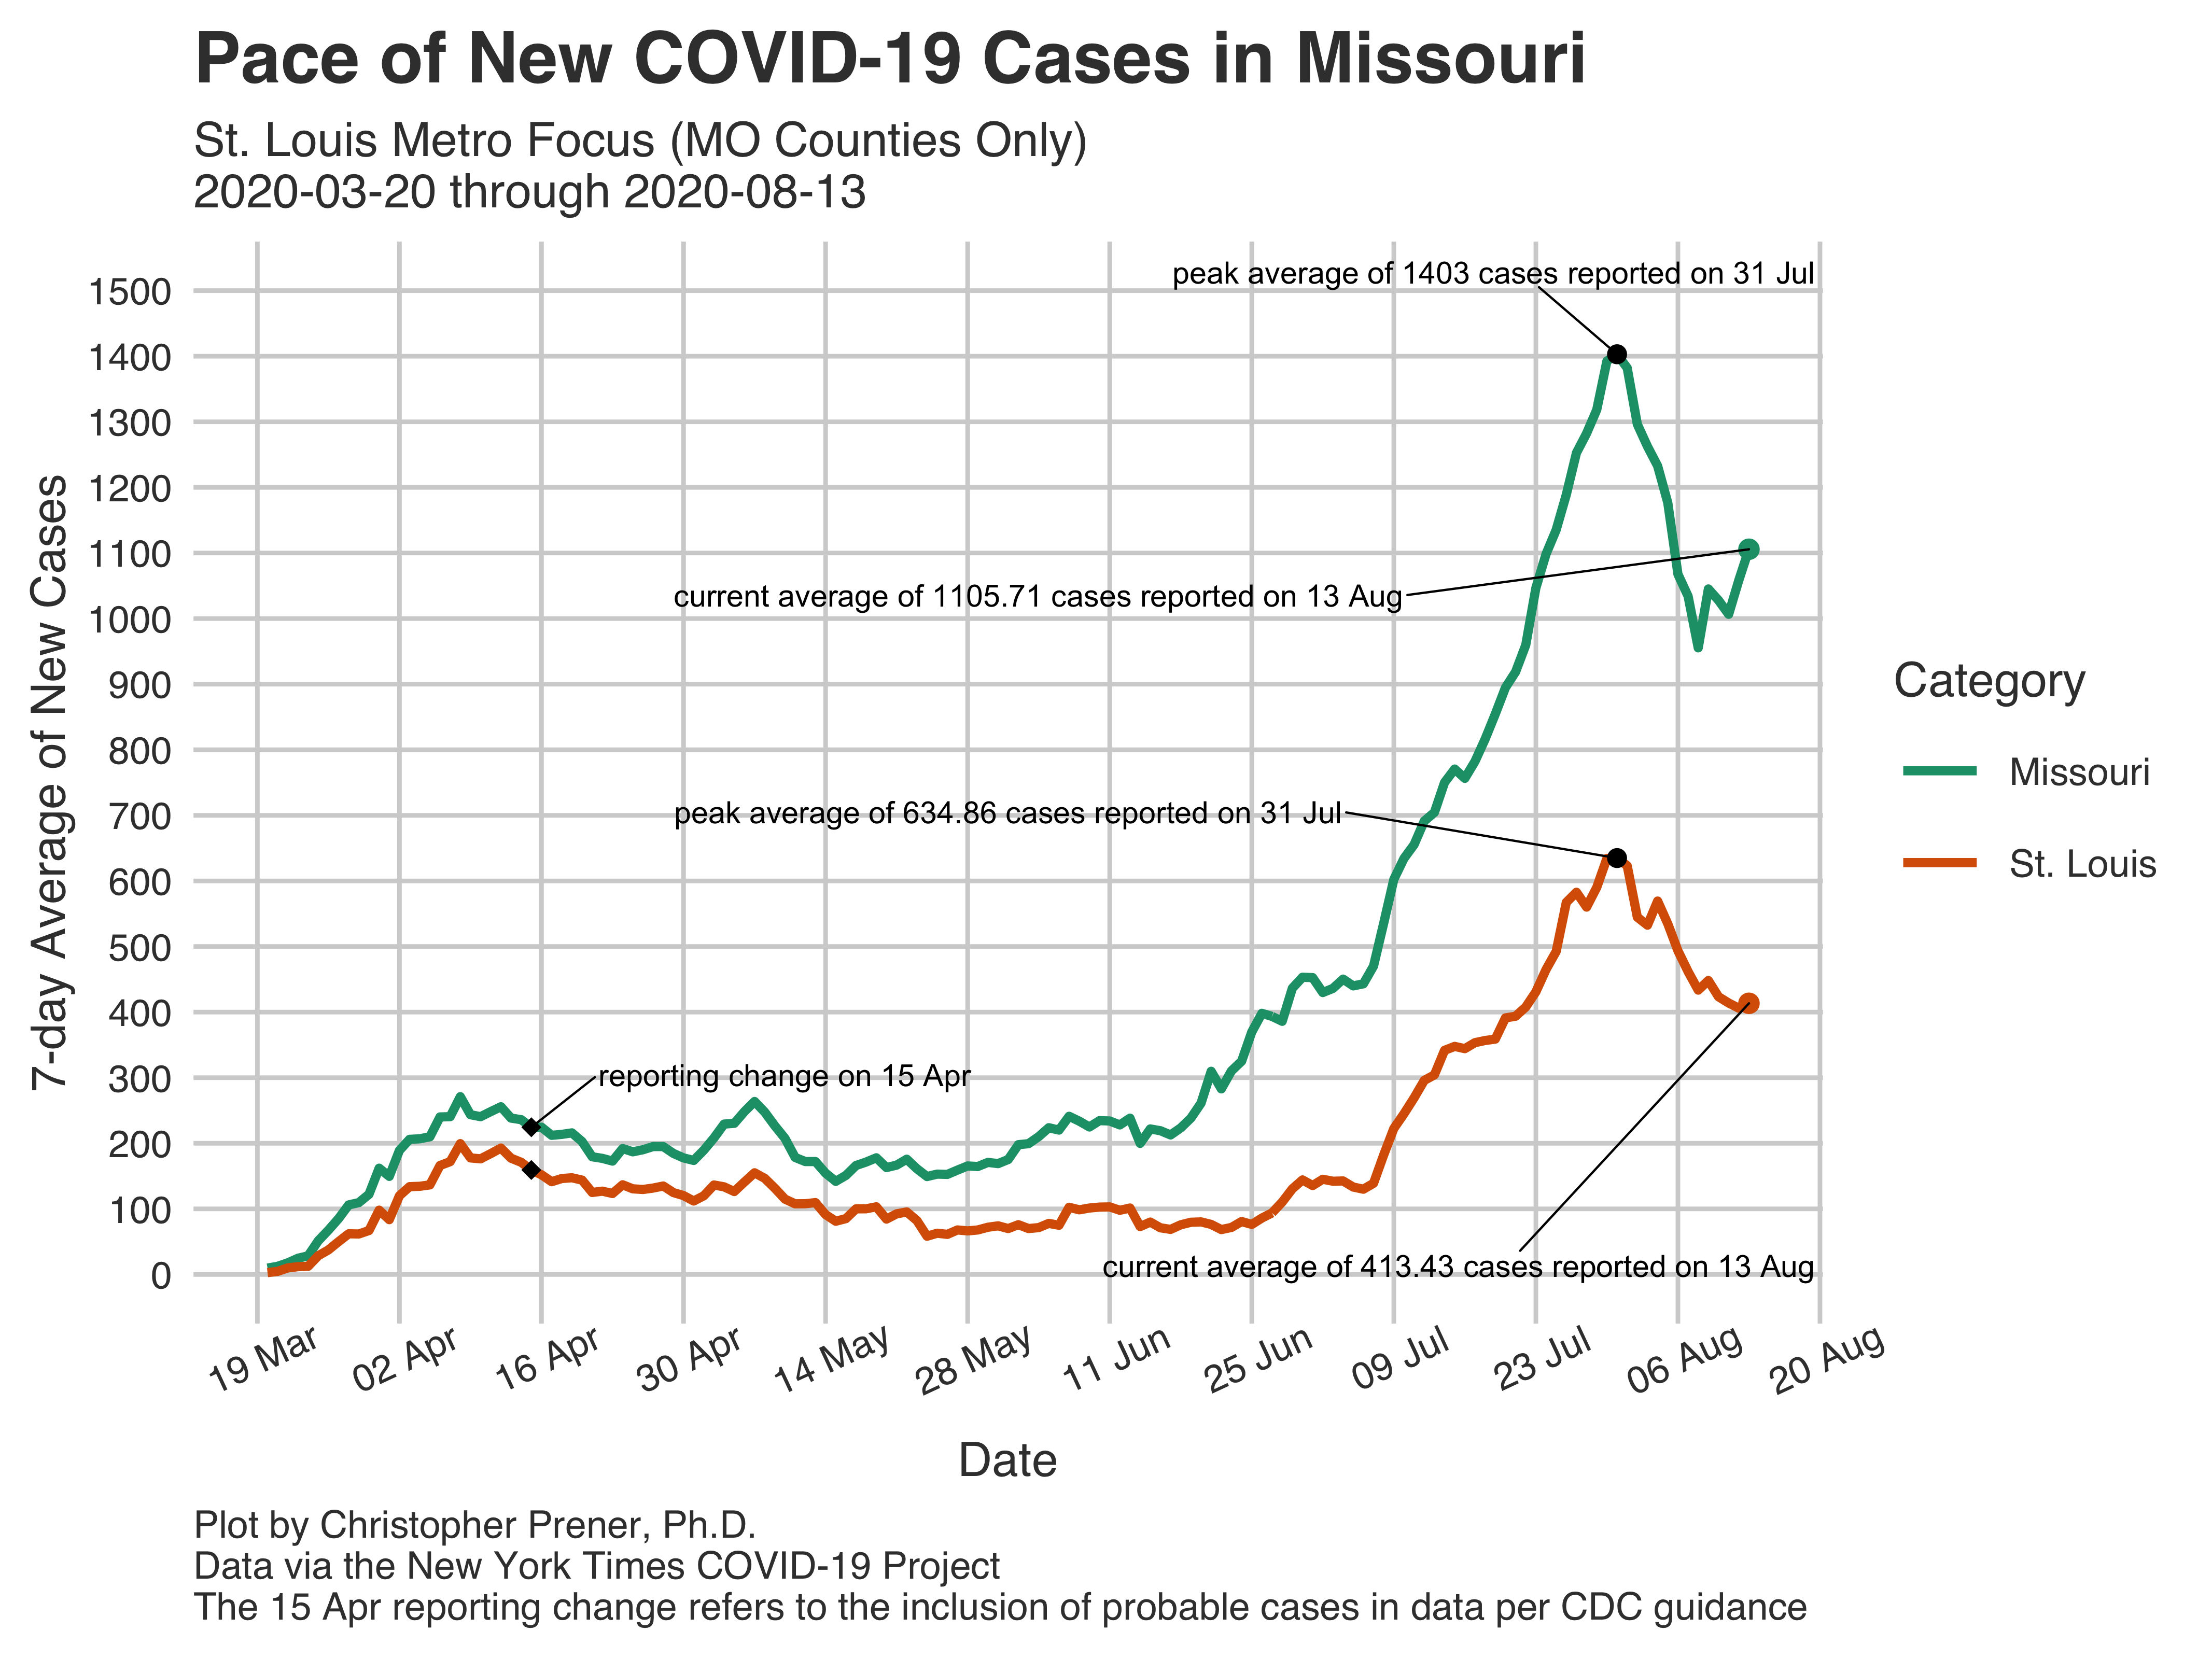 Pace of New COVID-19 Cases in Missouri
St. Louis Metro Focus (MO Counties Only)
2020-03-20 through 2020-08-13
7-day Average of New Cases
1500
1400
1300
1200
1100
1000
900
800
700
600
500
400
300
200
100
0
peak average of 1403 cases reported on 31 Jul
current average of 1105.71 cases reported on 13 Aug
peak average of 634.86 cases reported on 31 Jul
reporting change on 15 Apr
current average of 413.43 cases reported on 13 Aug
Category
Missouri
St. Louis
19 Mar
02 Apr
16 Apr
30 Apr
14 May
28 May
11 Jun
25 Jun
09 Jul
23 Jul
06 Aug
20 Aug
Date
Plot by Christopher Prener, Ph.D.
Data via the New York Times COVID-19 Project
The 15 Apr reporting change refers to the inclusion of probable cases in data per CDC guidance